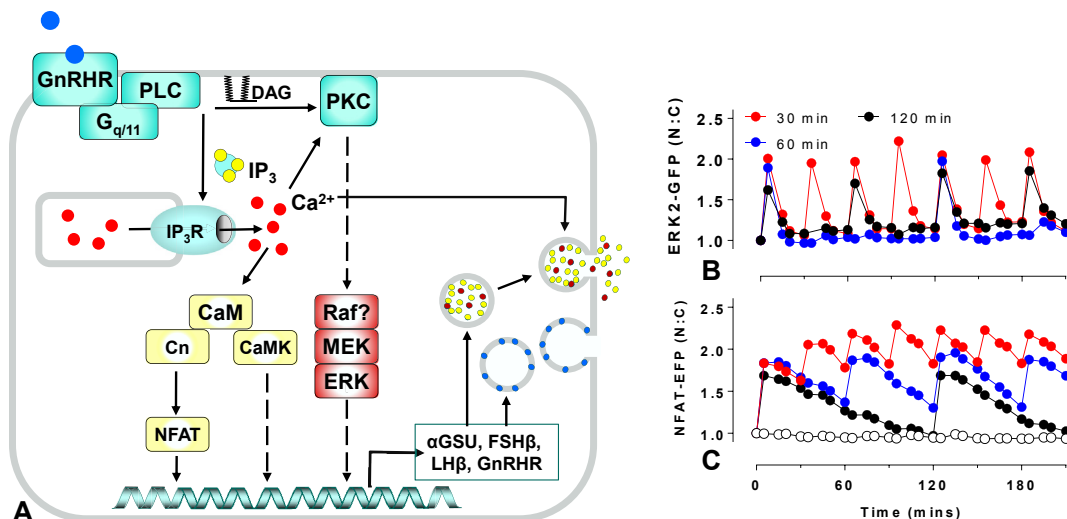 GnRHR
PLC
Gq/11
DAG
PKC
IP3
Ca2+
IP3R
CaM
Cn
CaMK
NFAT
Raf?
MEK
ERK
αGSU, FSHβ,
LHβ, GnRHR
A
30 min
120 min
60 min
ERK2-GFP (N:C)
2.5
2.0
1.5
1.0
B
NFAT-EFP (N:C)
2.5
2.0
1.5
1.0
C
0
60
120
180
Time (mins)